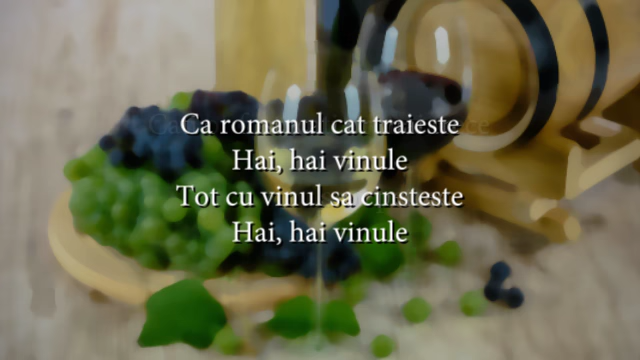 Ca romanul cat traieste
Hai, hai vinule
Tot cu vinul sa cinsteste
Hai, hai vinule